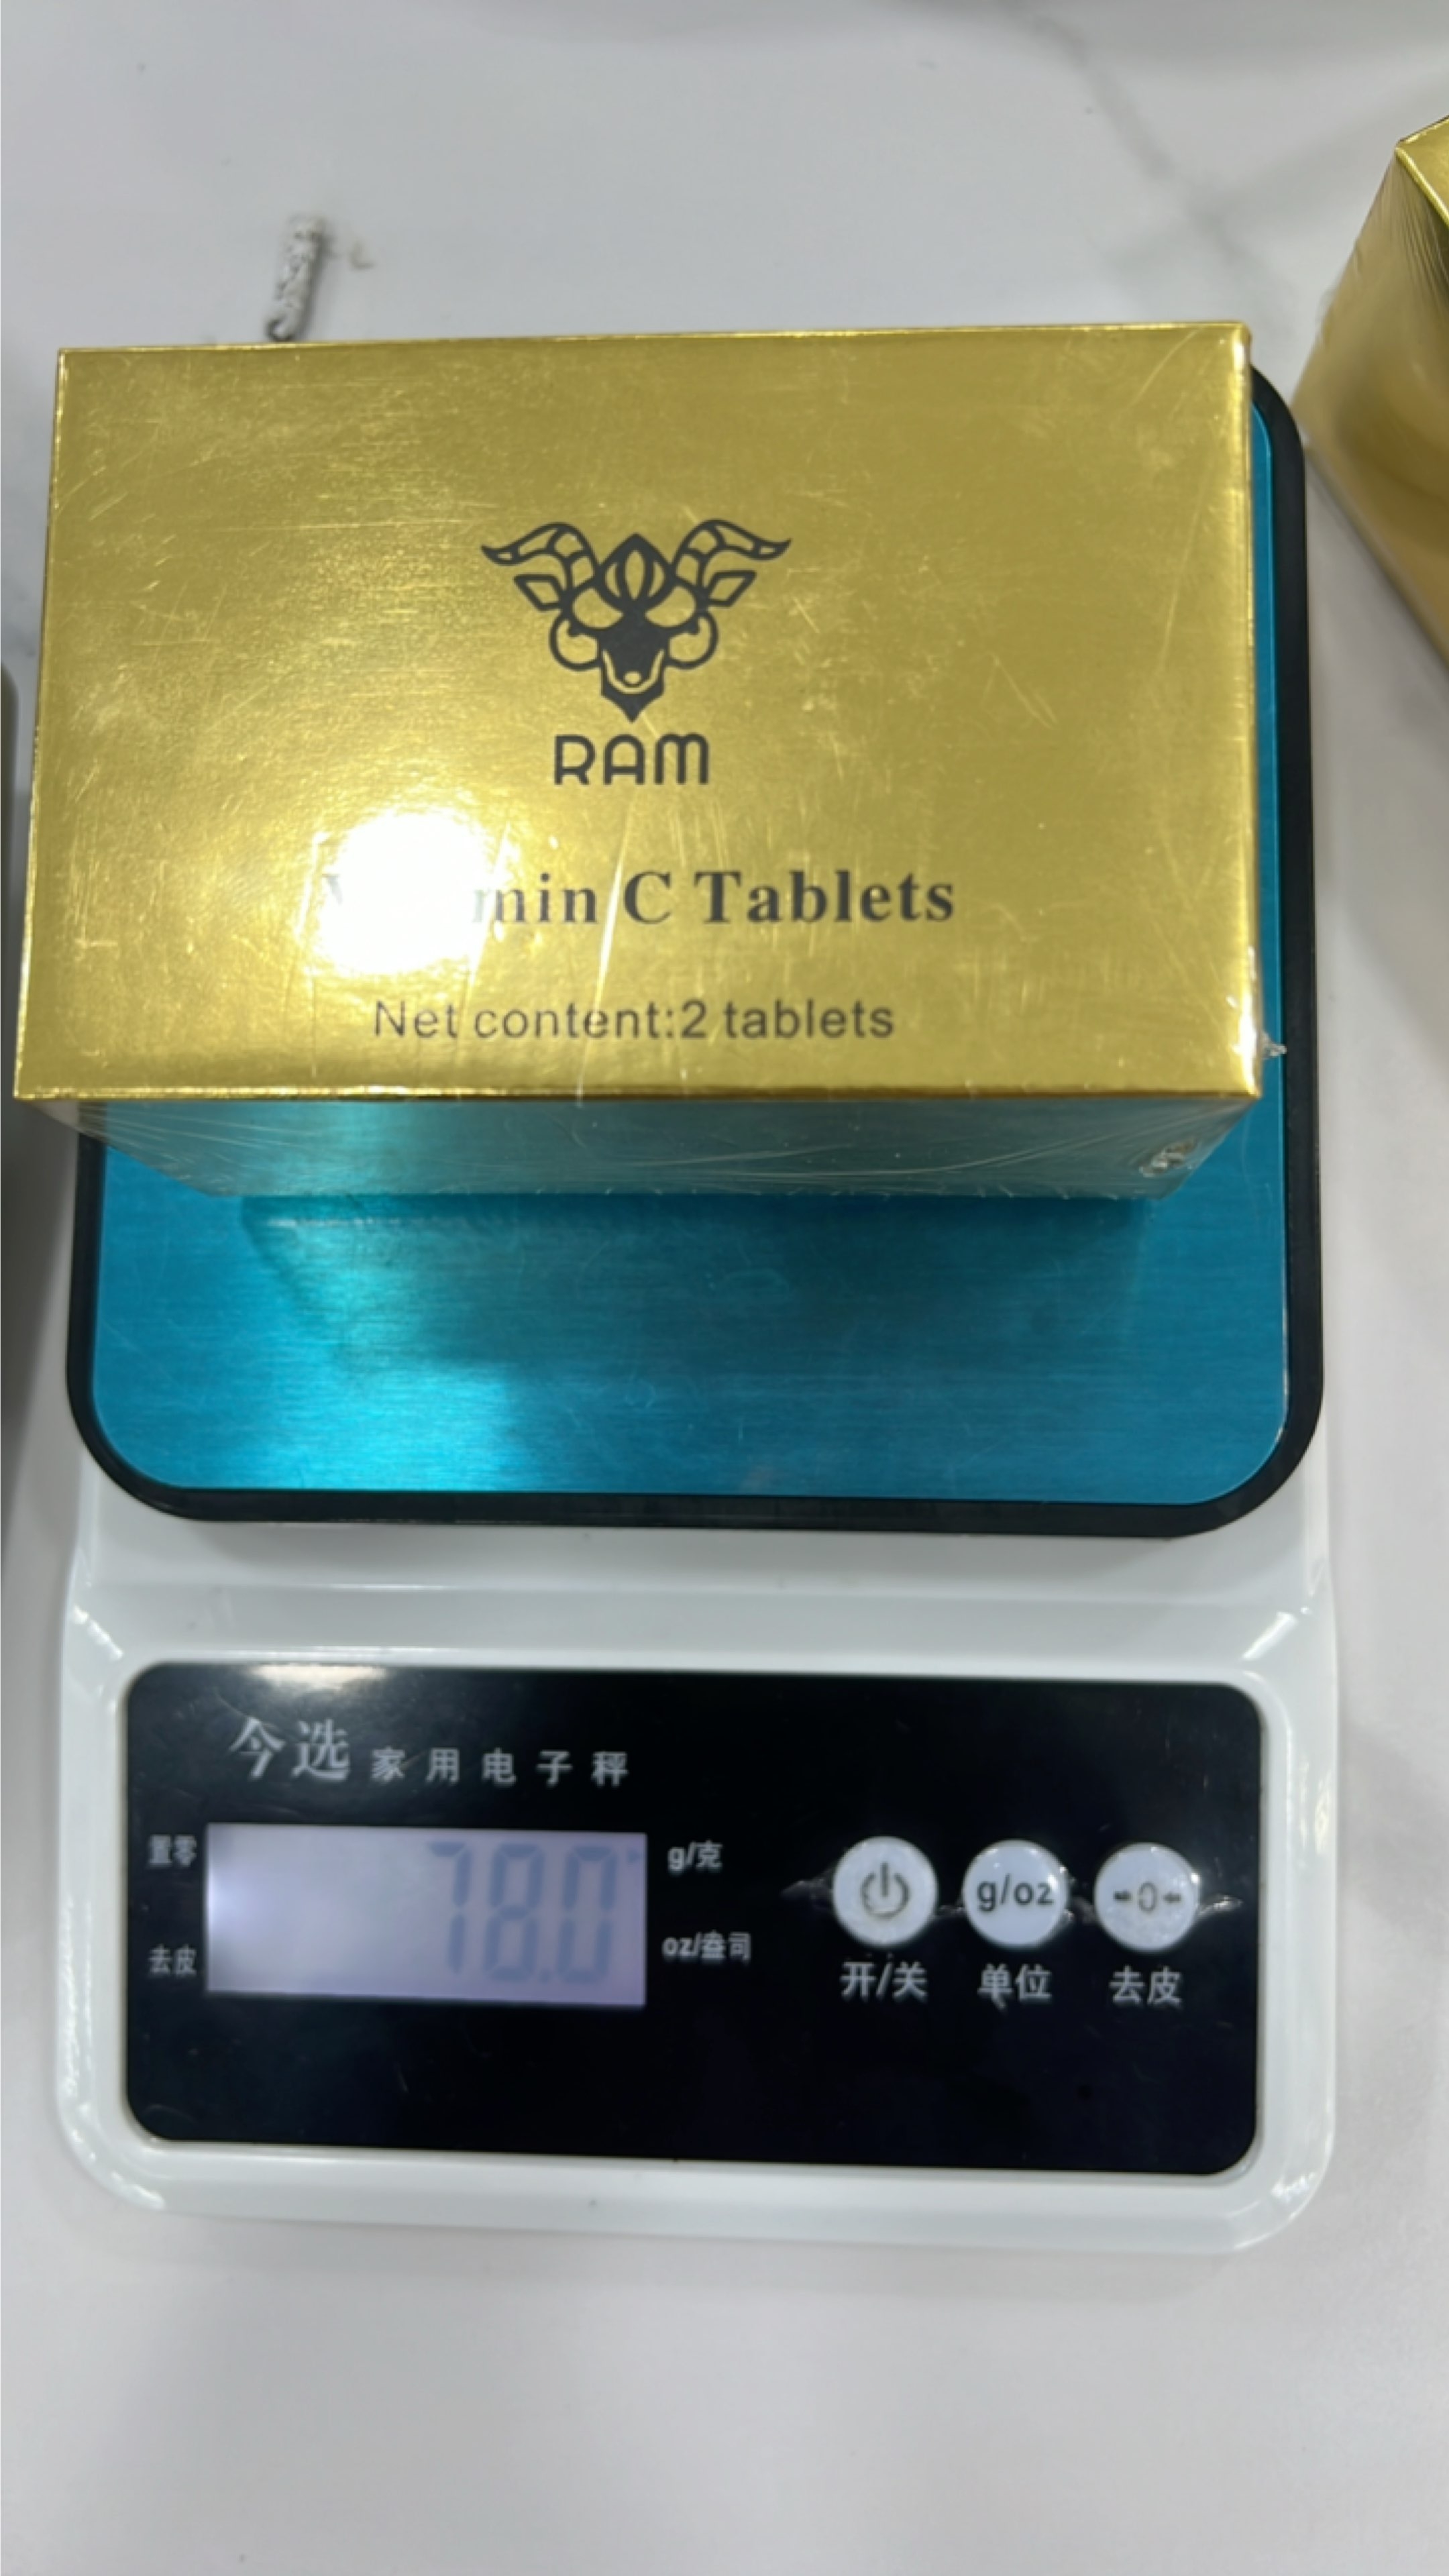 RAM
min C Tablets
Net content:2 tablets
今选 家用电子秤
置零
78.0
g/克
去皮
oz/盎司
g/oz
→0←
开/关
单位
去皮